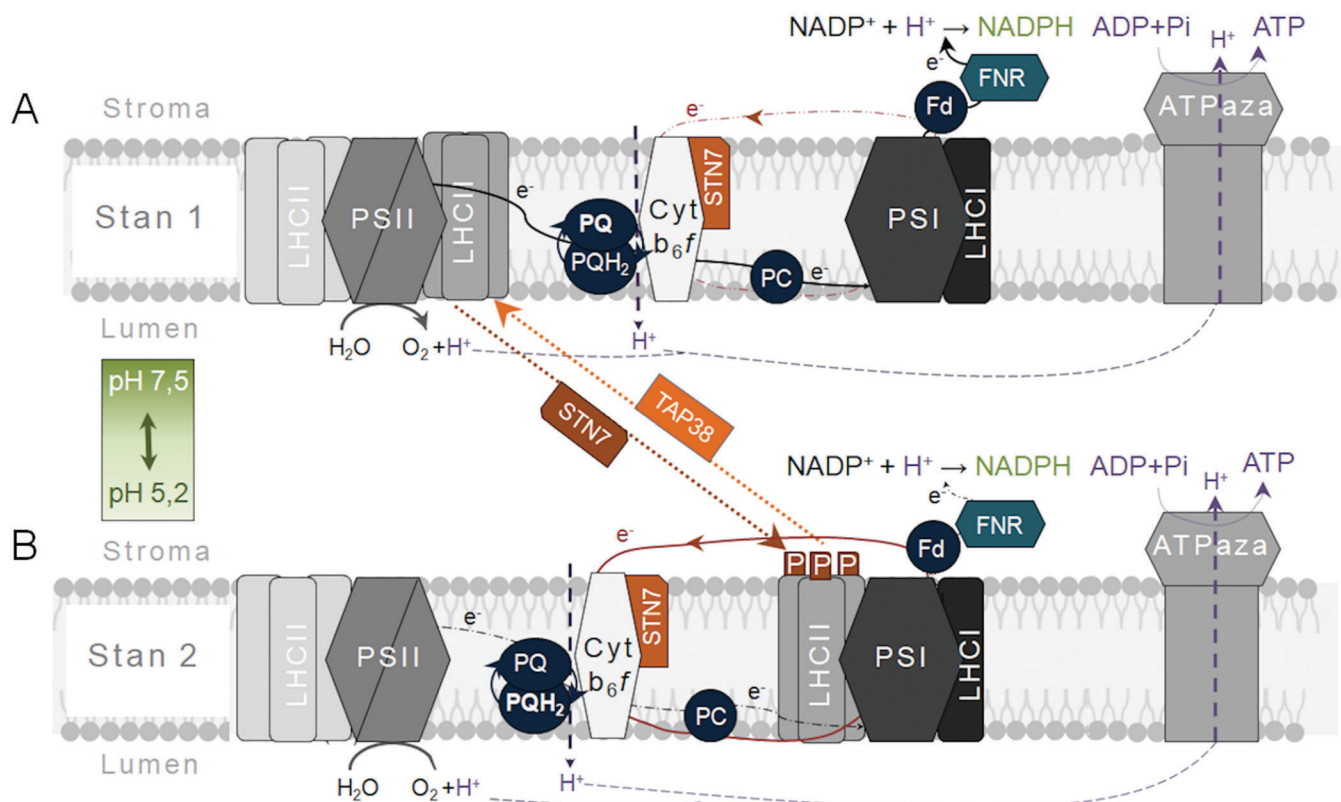 NADP⁺ + H⁺ → NADPH ADP+Pi H⁺ ATP
e⁻ FNR
A Stroma e⁻ Fd ATPaza
Stan 1 LHCII PSII LHCII e⁻ PQ PQH₂ Cyt b₆f STN7 PC e⁻ PSI LHCI
Lumen
H₂O O₂+H⁺ H⁺
pH 7,5
STN7 TAP38
pH 5,2
NADP⁺ + H⁺ → NADPH ADP+Pi H⁺ ATP
e⁻ FNR
B Stroma e⁻ Fd ATPaza
P P P
Stan 2 LHCII PSII e⁻ PQ PQH₂ Cyt b₆f STN7 PC e⁻ LHCII PSI LHCI
Lumen
H₂O O₂+H⁺ H⁺